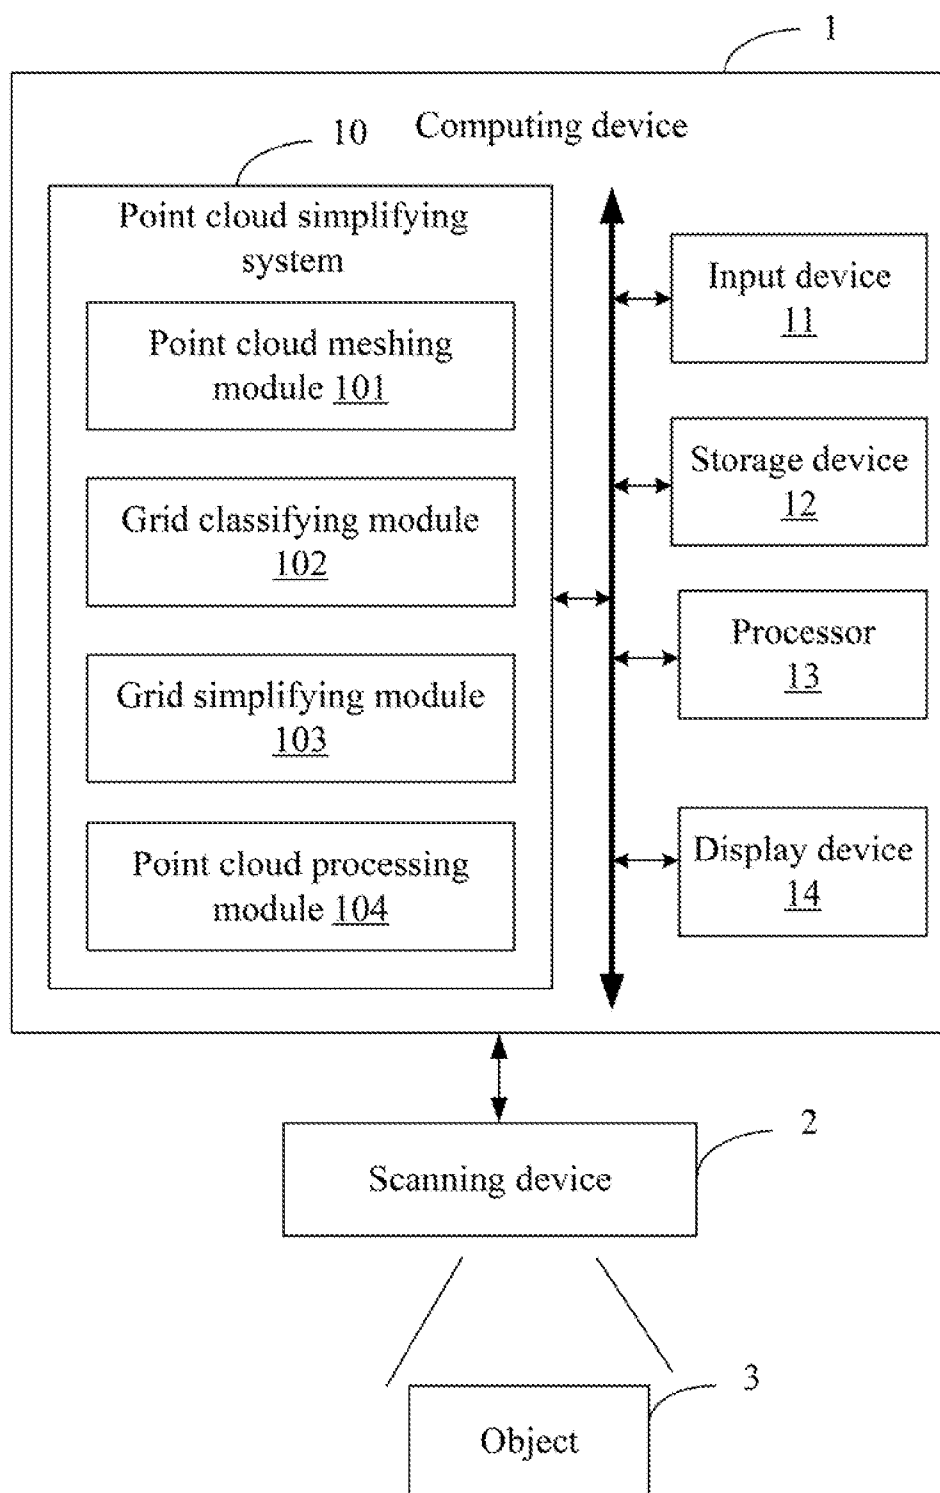 1
Computing device
10
Point cloud simplifying
system
Point cloud meshing
module 101
Grid classifying module
102
Grid simplifying module
103
Point cloud processing
module 104
Input device
11
Storage device
12
Processor
13
Display device
14
2
Scanning device
3
Object